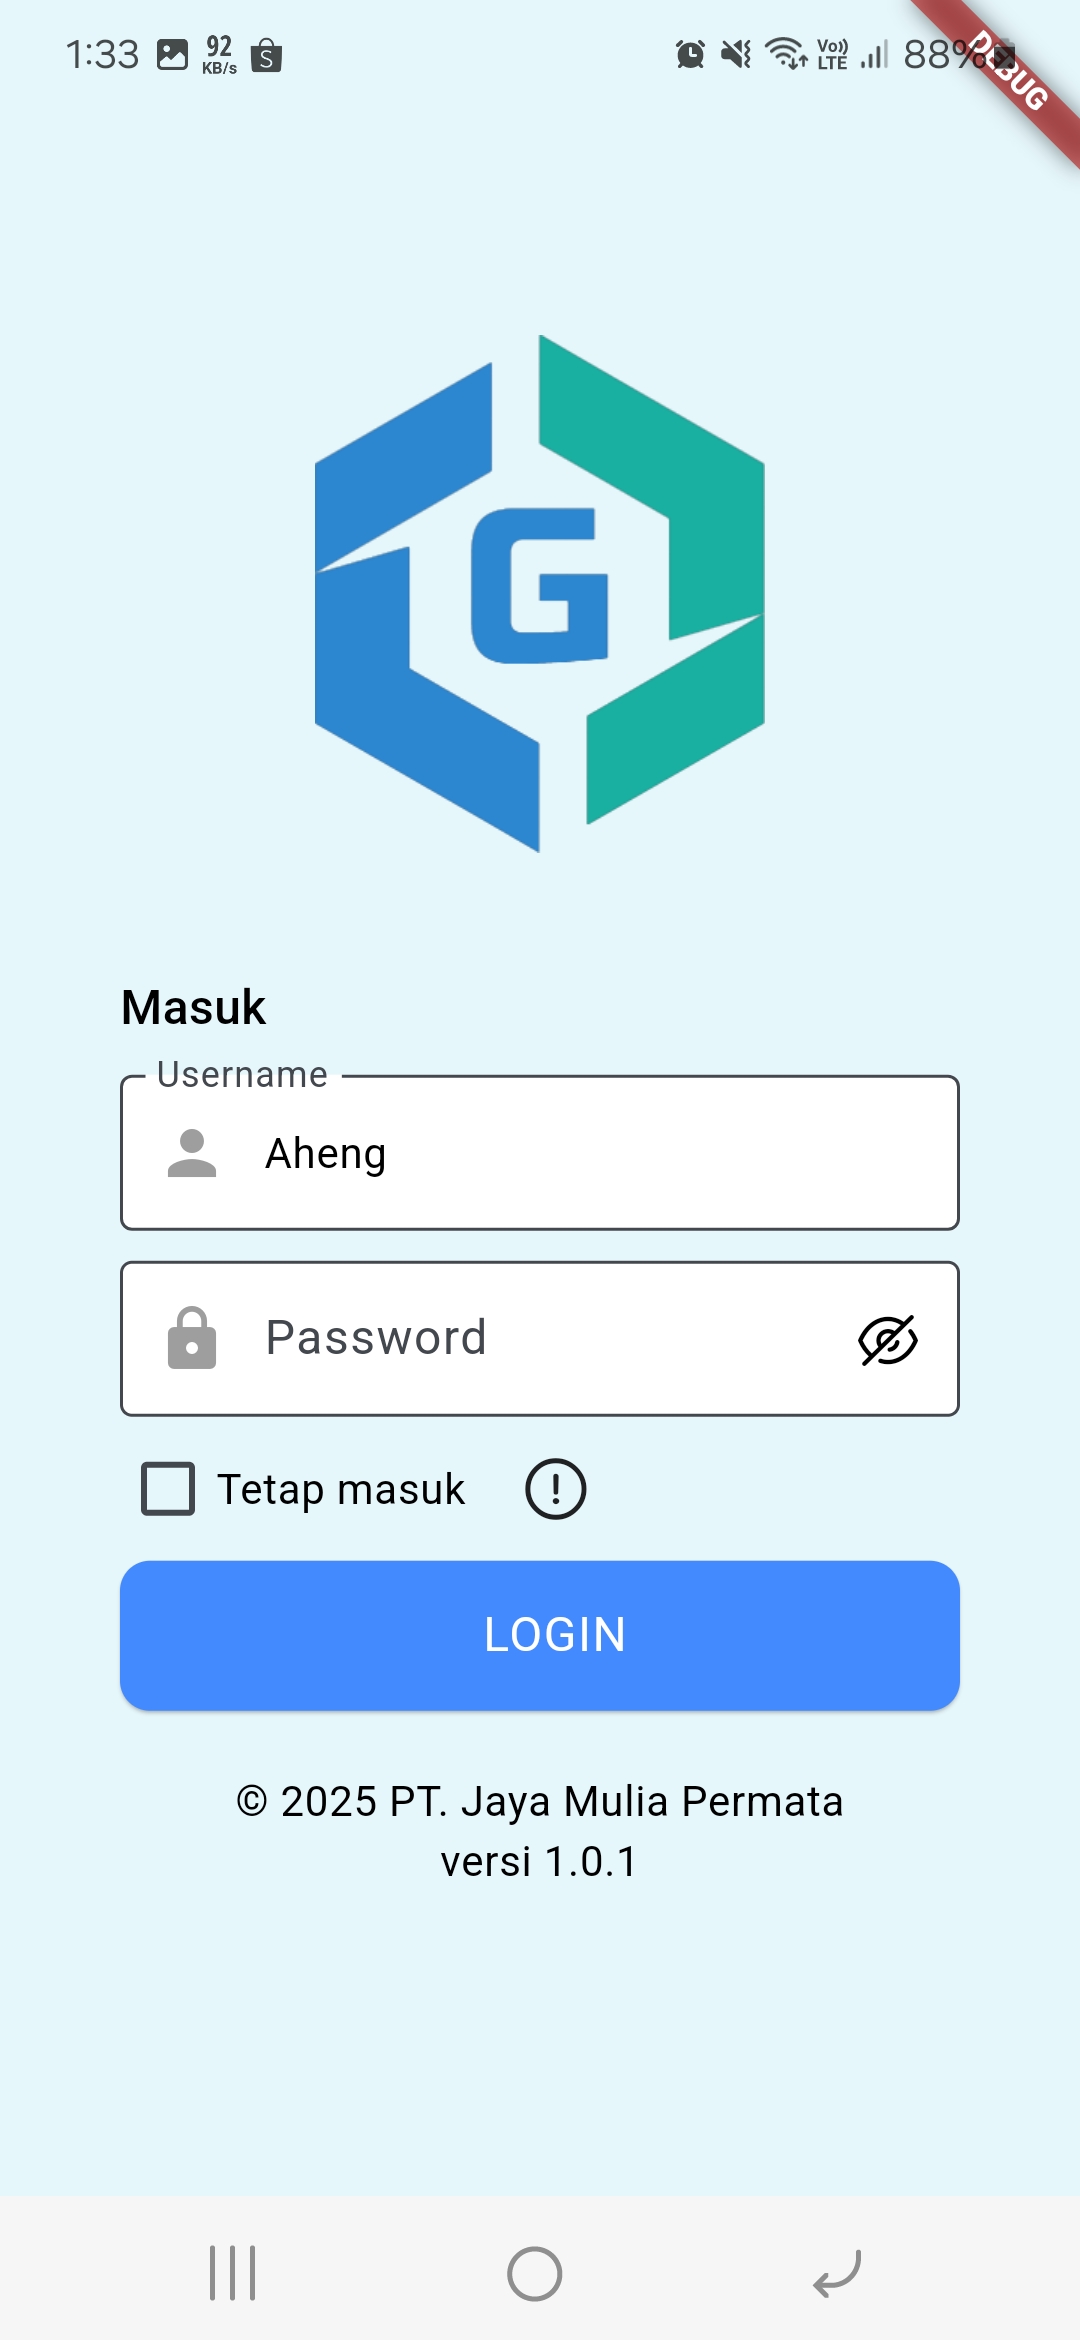 1:33 92 KB/s S Vo)) LTE 88%
DEBUG
G
Masuk
Username
Aheng
Password
Tetap masuk
LOGIN
© 2025 PT. Jaya Mulia Permata
versi 1.0.1